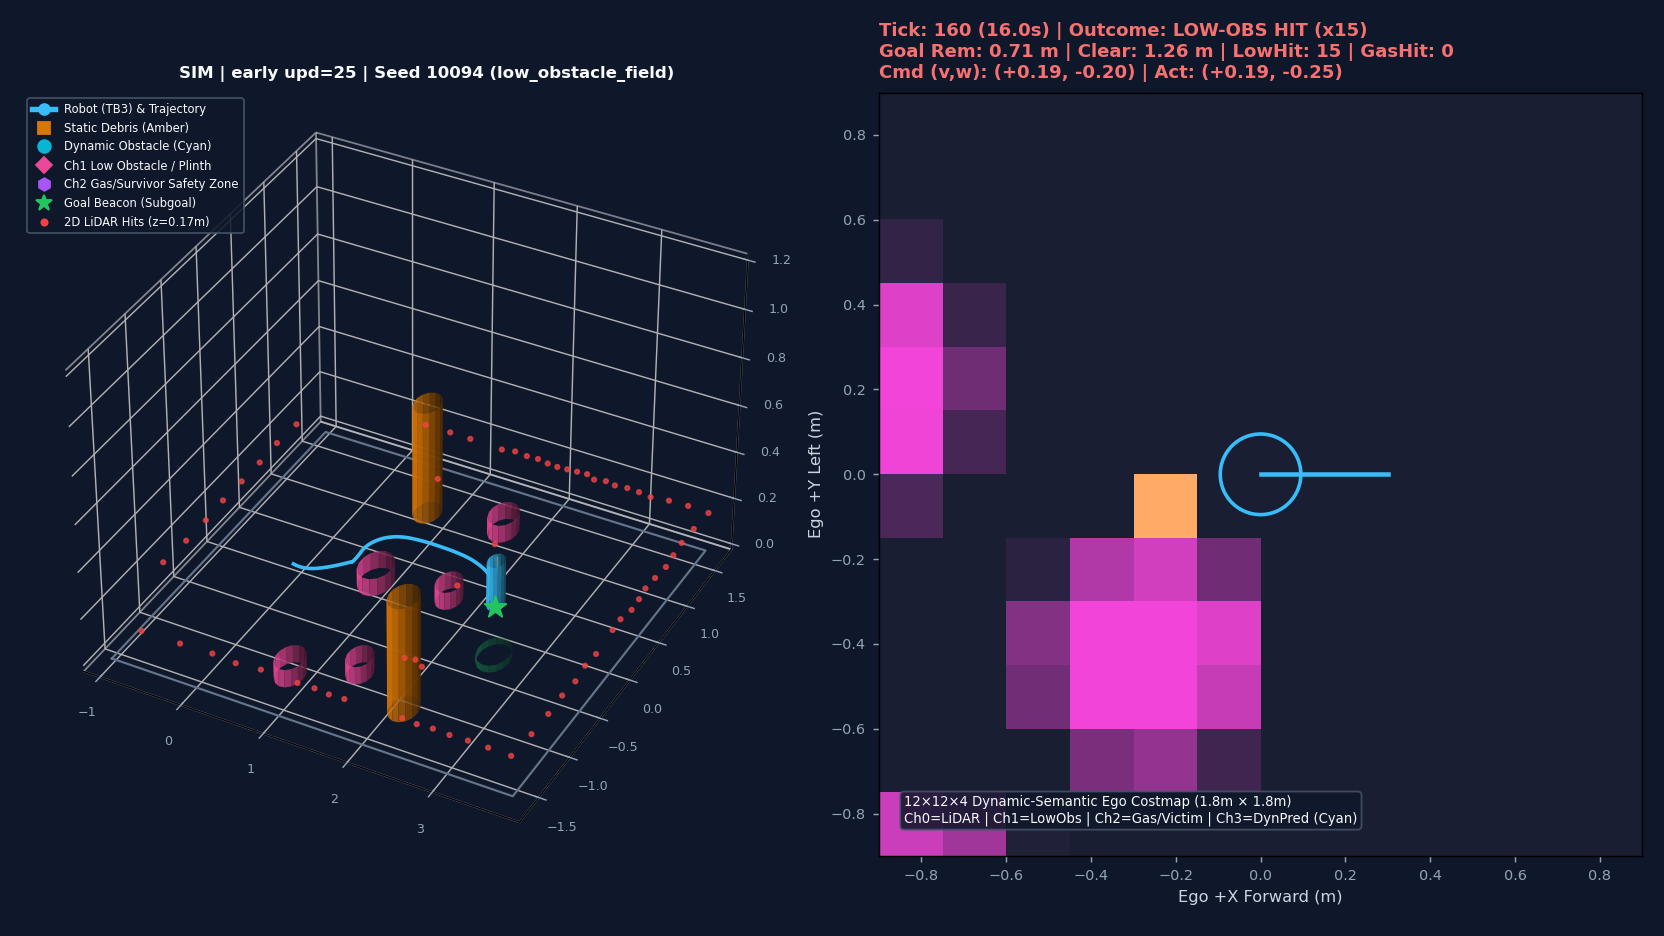 SIM | early upd=25 | Seed 10094 (low_obstacle_field)
Robot (TB3) & Trajectory
Static Debris (Amber)
Dynamic Obstacle (Cyan)
Ch1 Low Obstacle / Plinth
Ch2 Gas/Survivor Safety Zone
Goal Beacon (Subgoal)
2D LiDAR Hits (z=0.17m)
1.2
1.0
0.8
0.6
0.4
0.2
0.0
1.5
1.0
0.5
0.0
−0.5
−1.0
−1.5
−1
0
1
2
3
Tick: 160 (16.0s) | Outcome: LOW-OBS HIT (x15)
Goal Rem: 0.71 m | Clear: 1.26 m | LowHit: 15 | GasHit: 0
Cmd (v,w): (+0.19, -0.20) | Act: (+0.19, -0.25)
Ego +Y Left (m)
0.8
0.6
0.4
0.2
0.0
−0.2
−0.4
−0.6
−0.8
12×12×4 Dynamic-Semantic Ego Costmap (1.8m × 1.8m)
Ch0=LiDAR | Ch1=LowObs | Ch2=Gas/Victim | Ch3=DynPred (Cyan)
−0.8 −0.6 −0.4 −0.2 0.0 0.2 0.4 0.6 0.8
Ego +X Forward (m)